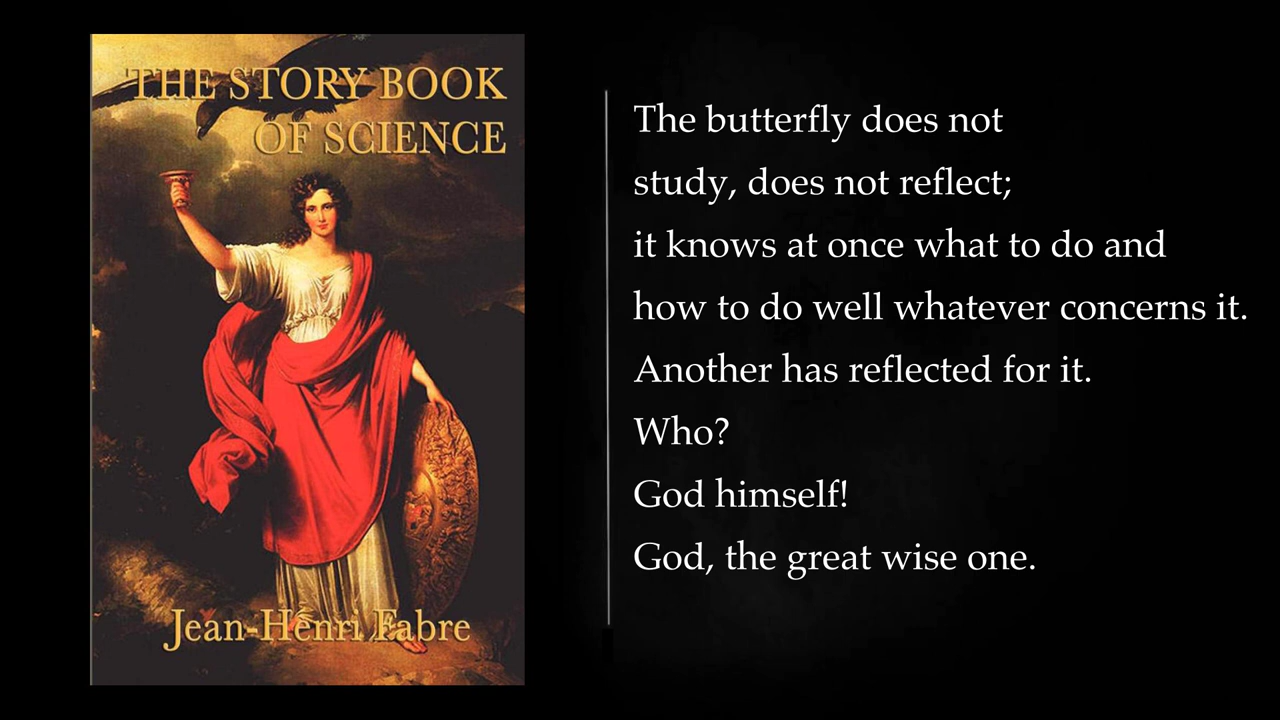 THE STORY BOOK
OF SCIENCE
Jean-Henri Fabre
The butterfly does not
study, does not reflect;
it knows at once what to do and
how to do well whatever concerns it.
Another has reflected for it.
Who?
God himself!
God, the great wise one.